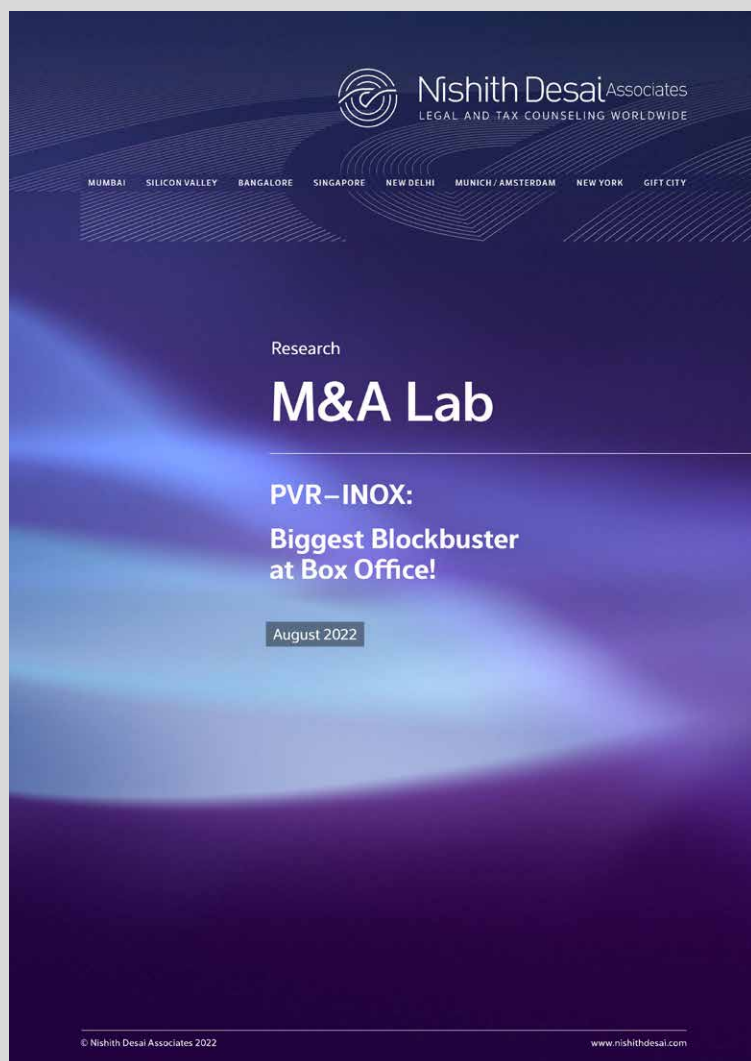 Nishith Desai Associates
LEGAL AND TAX COUNSELING WORLDWIDE
MUMBAI SILICON VALLEY BANGALORE SINGAPORE NEW DELHI MUNICH / AMSTERDAM NEW YORK GIFT CITY
Research
M&A Lab
PVR–INOX:
Biggest Blockbuster
at Box Office!
August 2022
© Nishith Desai Associates 2022 www.nishithdesai.com